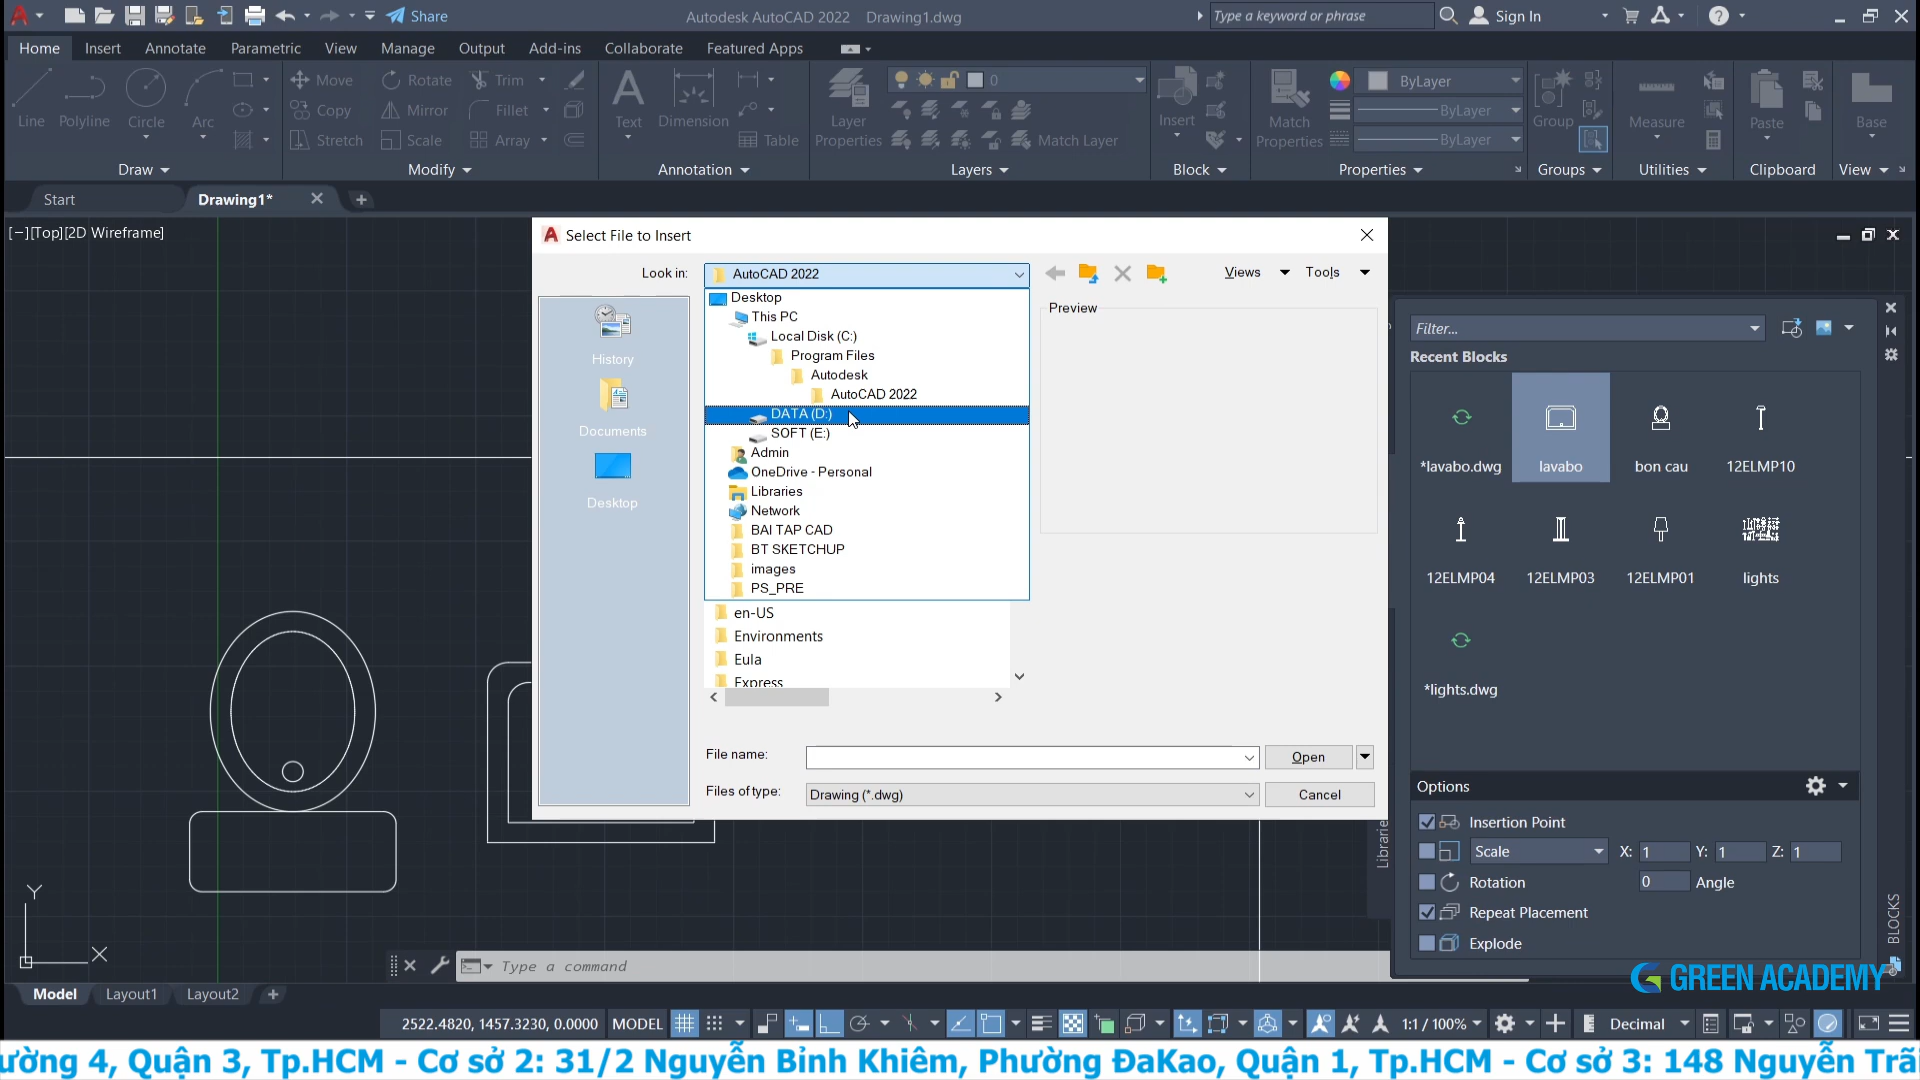 Share
Autodesk AutoCAD 2022 Drawing1.dwg
Type a keyword or phrase
Sign In
Home Insert Annotate Parametric View Manage Output Add-ins Collaborate Featured Apps
Line Polyline Circle Arc
Move Rotate Trim
Copy Mirror Fillet
Stretch Scale Array
Text Dimension Table
Layer Properties
0
Match Layer
Insert
Match Properties
ByLayer
ByLayer
ByLayer
Group
Measure
Paste
Base
Draw Modify Annotation Layers Block Properties Groups Utilities Clipboard View
Start Drawing1*
[−][Top][2D Wireframe]
Select File to Insert
Look in: AutoCAD 2022 Views Tools
History
Documents
Desktop
Desktop
This PC
Local Disk (C:)
Program Files
Autodesk
AutoCAD 2022
DATA (D:)
SOFT (E:)
Admin
OneDrive - Personal
Libraries
Network
BAI TAP CAD
BT SKETCHUP
images
PS_PRE
en-US
Environments
Eula
Express
Preview
File name: Open
Files of type: Drawing (*.dwg) Cancel
Filter...
Recent Blocks
*lavabo.dwg lavabo bon cau 12ELMP10
12ELMP04 12ELMP03 12ELMP01 lights
*lights.dwg
Options
Insertion Point
Scale X: 1 Y: 1 Z: 1
Rotation 0 Angle
Repeat Placement
Explode
Libraries
BLOCKS
Y
X
Type a command
GREEN ACADEMY
Model Layout1 Layout2
2522.4820, 1457.3230, 0.0000 MODEL 1:1 / 100% Decimal
ường 4, Quận 3, Tp.HCM - Cơ sở 2: 31/2 Nguyễn Bỉnh Khiêm, Phường ĐaKao, Quận 1, Tp.HCM - Cơ sở 3: 148 Nguyễn Trãi